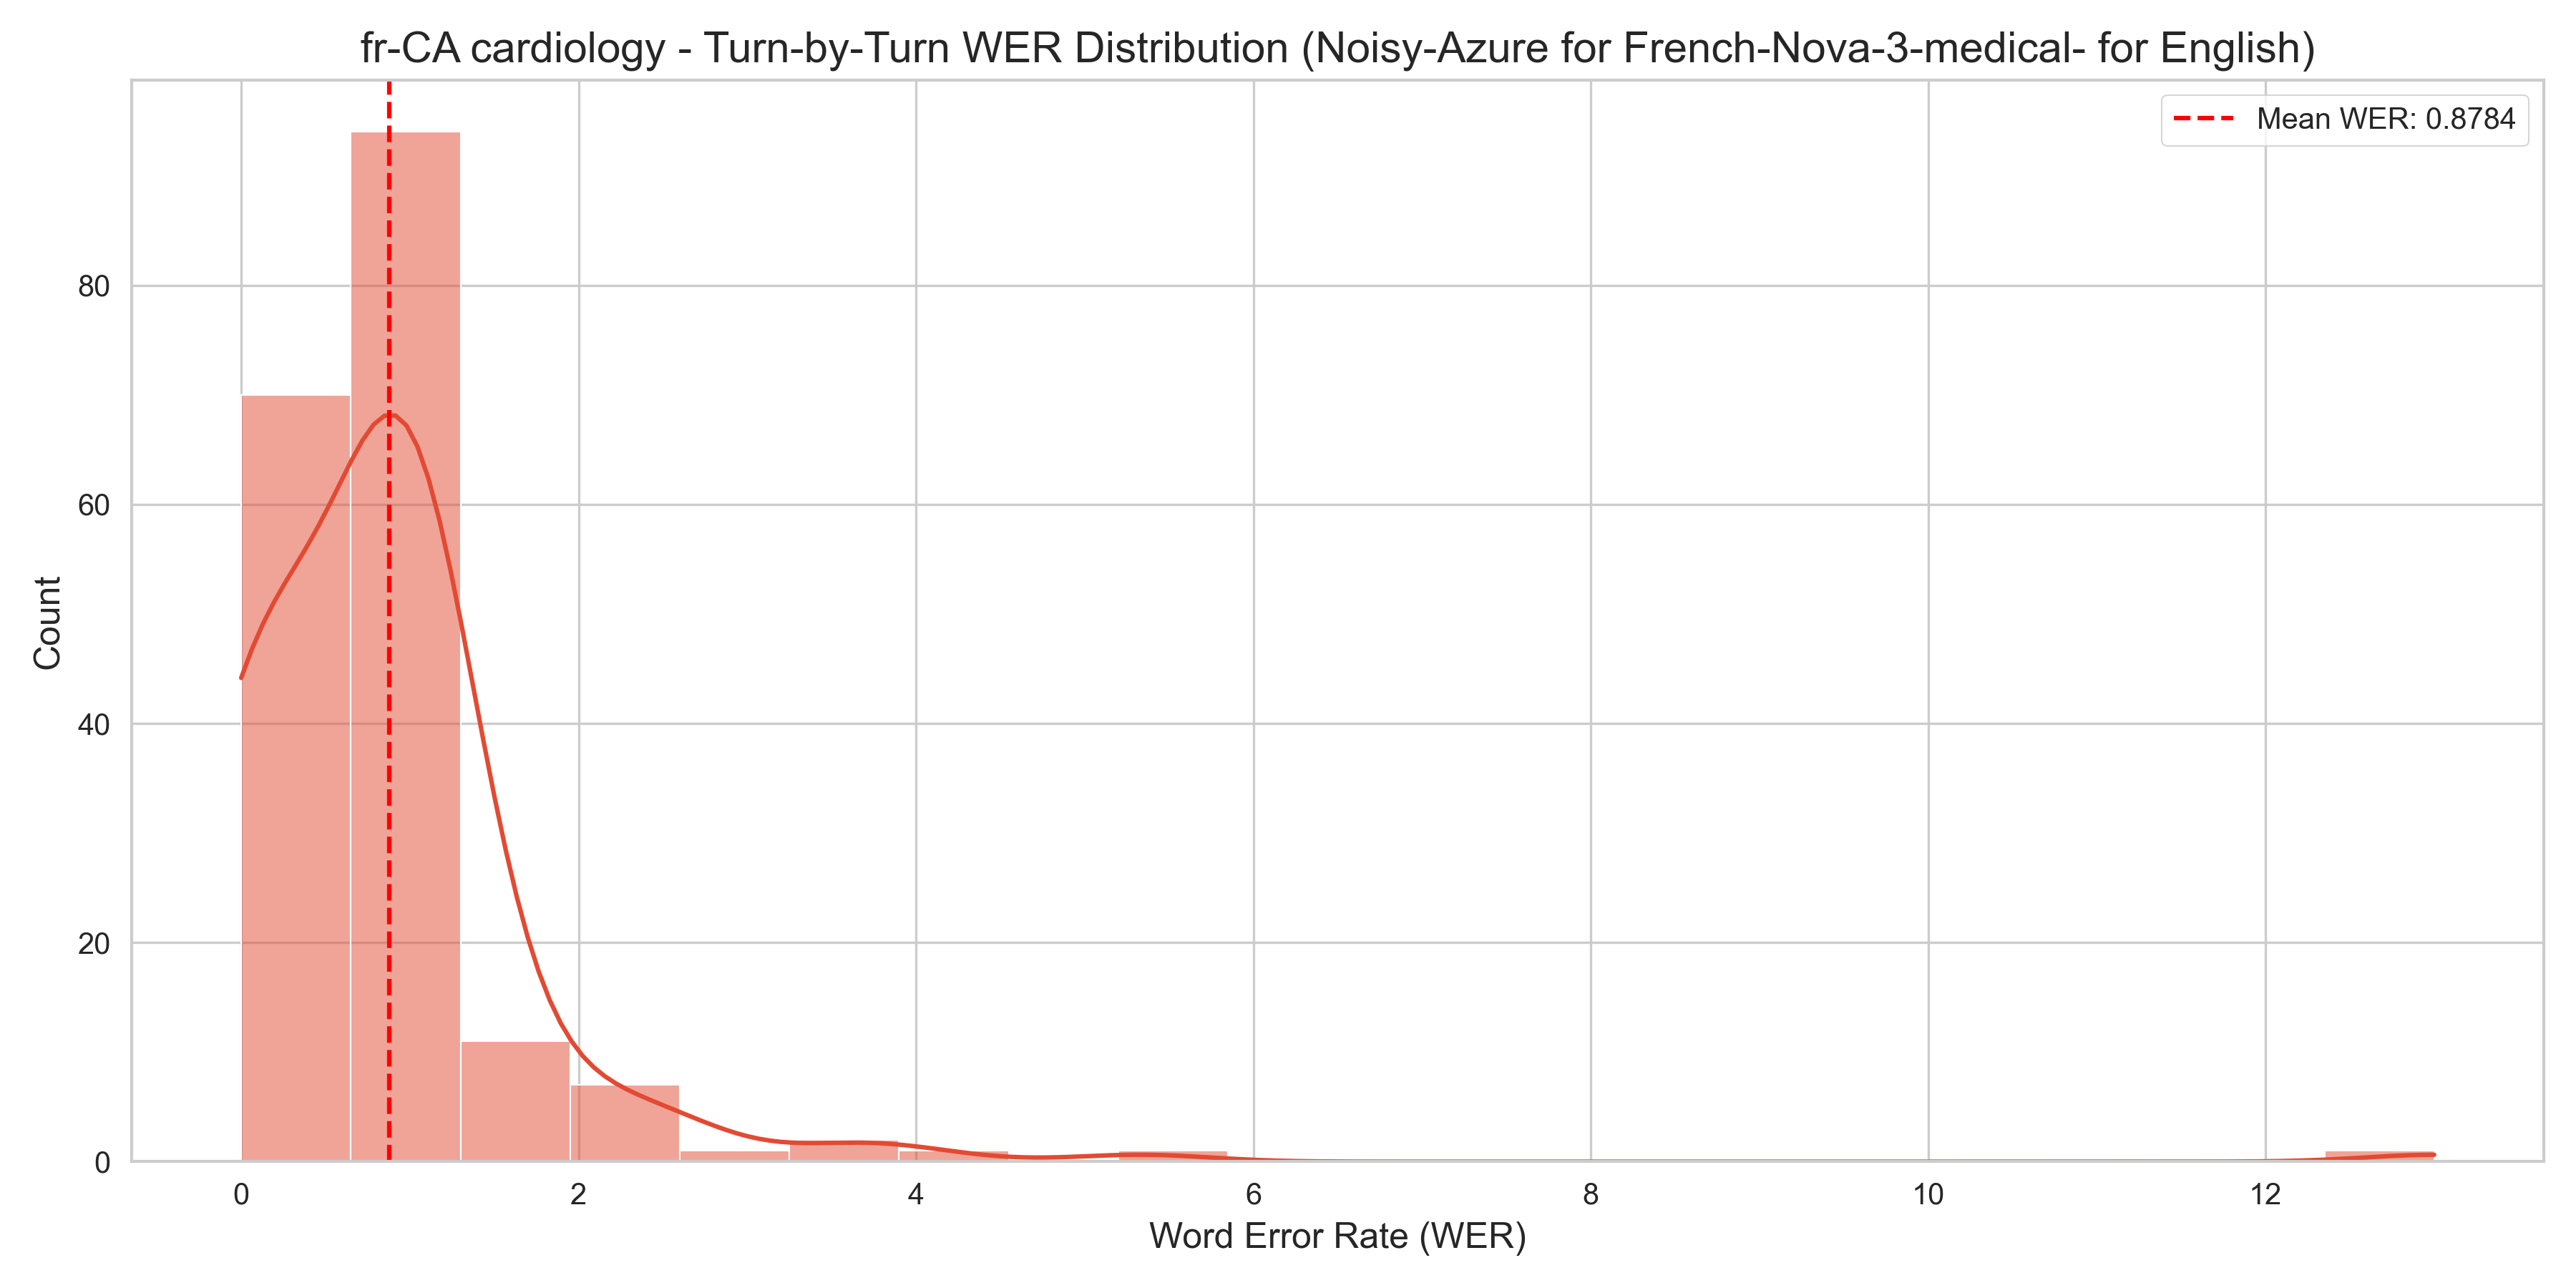 fr-CA cardiology - Turn-by-Turn WER Distribution (Noisy-Azure for French-Nova-3-medical- for English)
Mean WER: 0.8784
Count
80
60
40
20
0
0 2 4 6 8 10 12
Word Error Rate (WER)